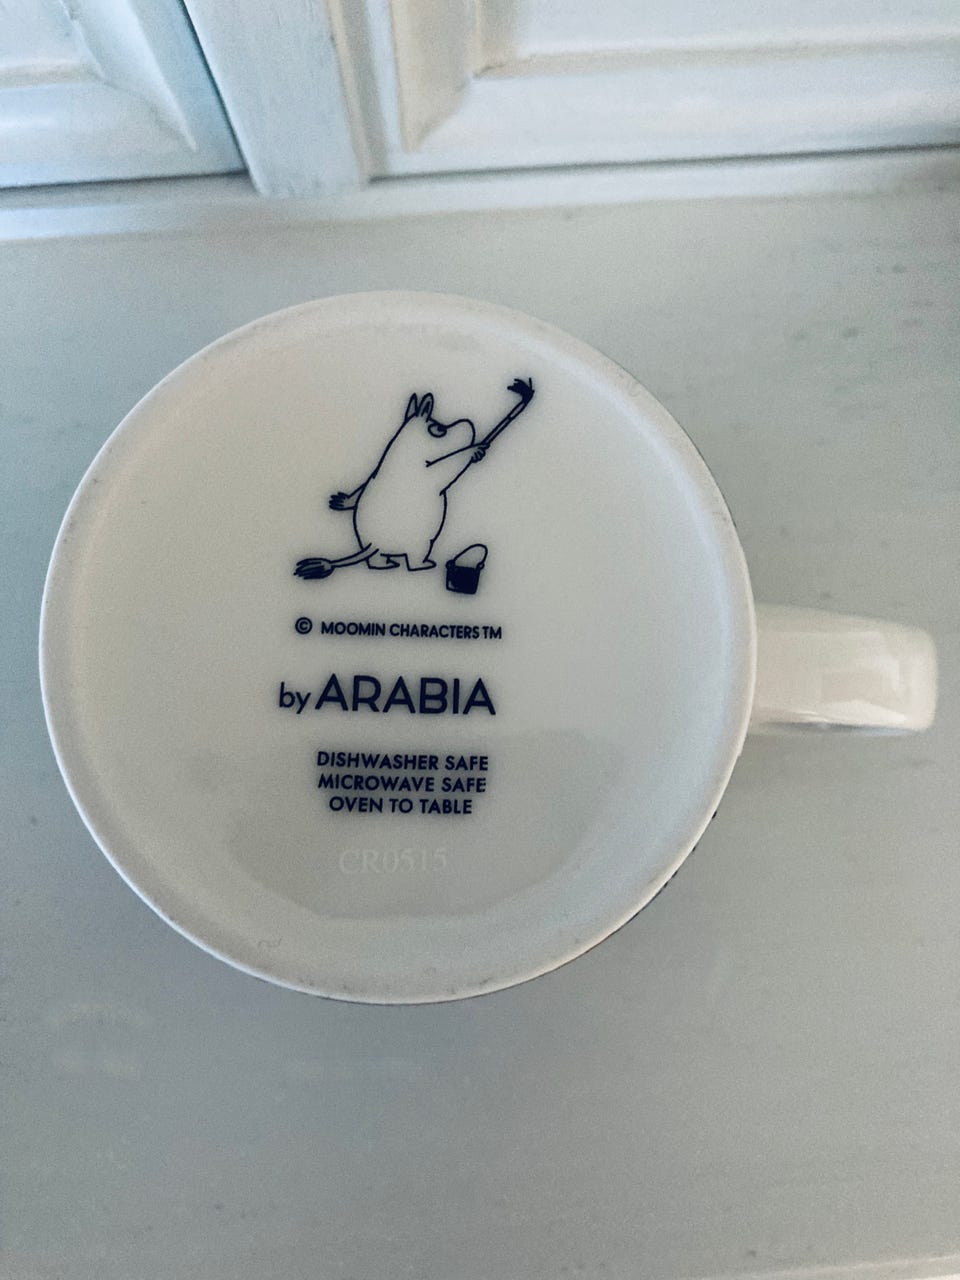 © MOOMIN CHARACTERS TM
by ARABIA
DISHWASHER SAFE
MICROWAVE SAFE
OVEN TO TABLE
CR0515